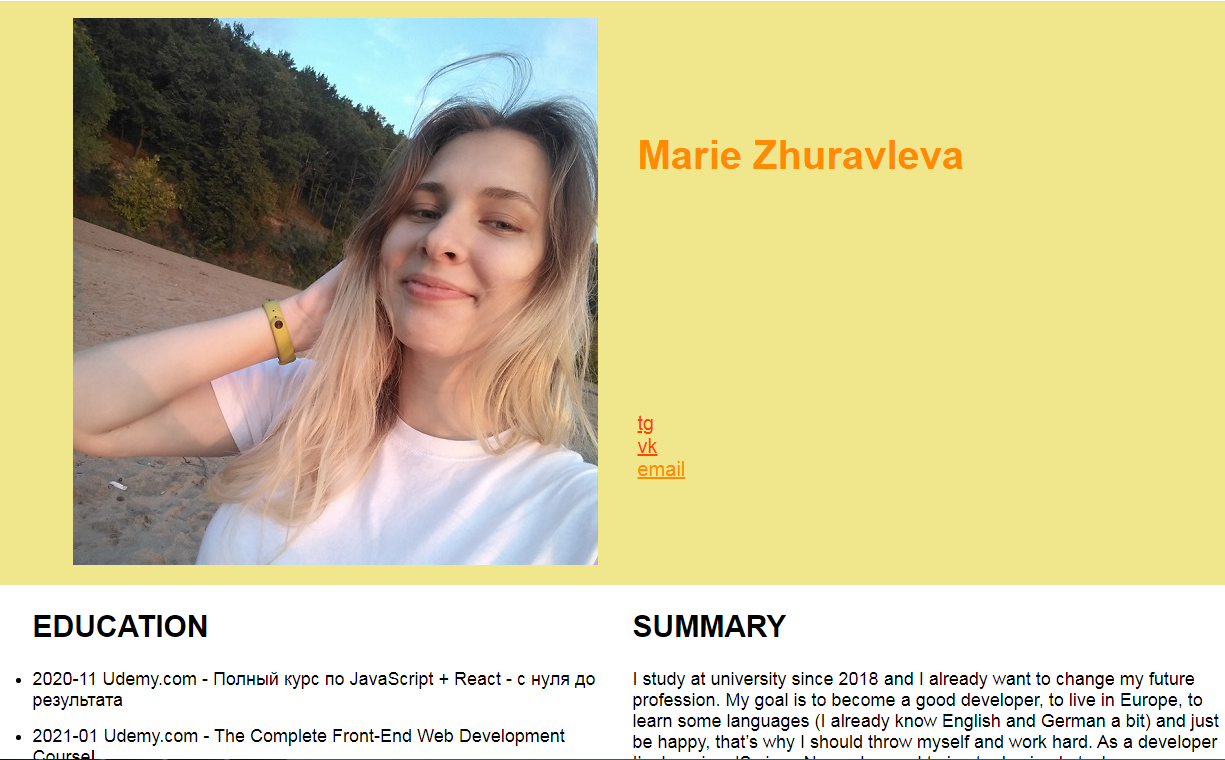 Marie Zhuravleva
tg
vk
email
EDUCATION
2020-11 Udemy.com - Полный курс по JavaScript + React - с нуля до
результата
2021-01 Udemy.com - The Complete Front-End Web Development
Course!
SUMMARY
I study at university since 2018 and I already want to change my future
profession. My goal is to become a good developer, to live in Europe, to
learn some languages (I already know English and German a bit) and just
be happy, that's why I should throw myself and work hard. As a developer